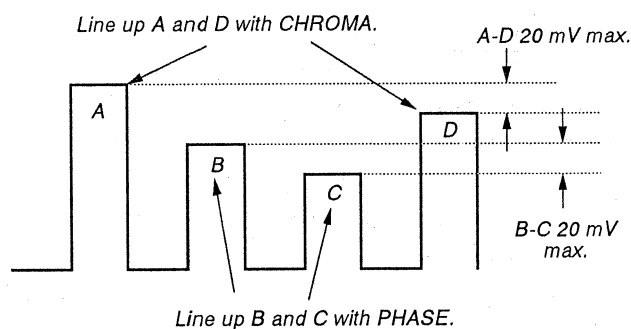 Line up A and D with CHROMA.
A-D 20 mV max.
A
D
B
C
B-C 20 mV
max.
Line up B and C with PHASE.